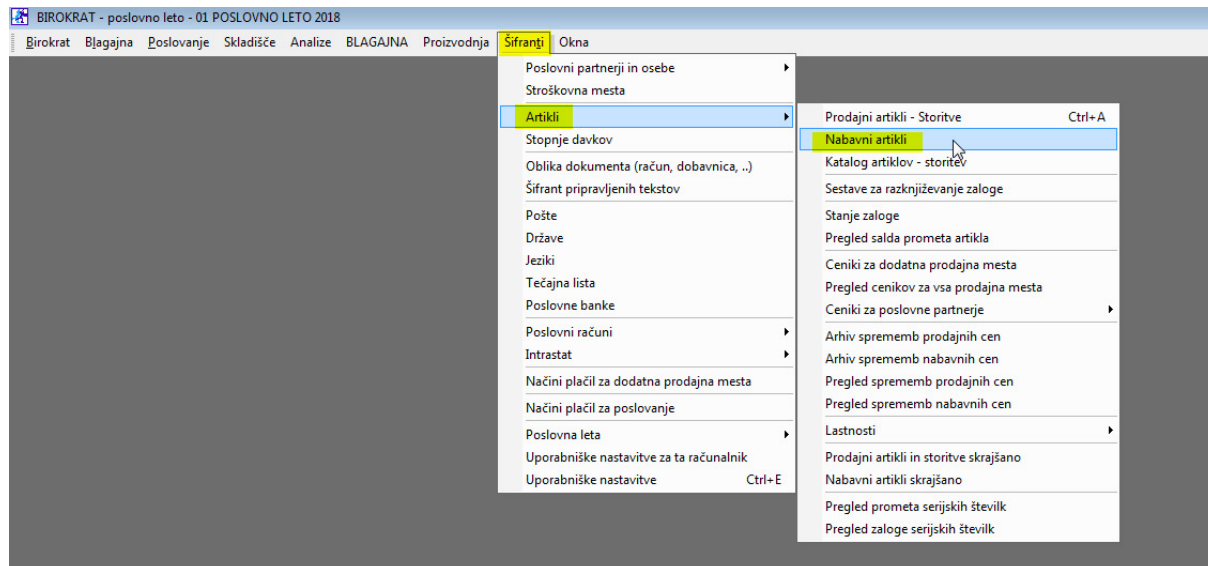 BIROKRAT - poslovno leto - 01 POSLOVNO LETO 2018
Birokrat Blagajna Poslovanje Skladišče Analize BLAGAJNA Proizvodnja Šifranti Okna
Poslovni partnerji in osebe
Stroškovna mesta
Artikli
Stopnje davkov
Oblika dokumenta (račun, dobavnica, ..)
Šifrant pripravljenih tekstov
Pošte
Države
Jeziki
Tečajna lista
Poslovne banke
Poslovni računi
Intrastat
Načini plačil za dodatna prodajna mesta
Načini plačil za poslovanje
Poslovna leta
Uporabniške nastavitve za ta računalnik
Uporabniške nastavitve Ctrl+E
Prodajni artikli - Storitve Ctrl+A
Nabavni artikli
Katalog artiklov - storitev
Sestave za razknjiževanje zaloge
Stanje zaloge
Pregled salda prometa artikla
Ceniki za dodatna prodajna mesta
Pregled cenikov za vsa prodajna mesta
Ceniki za poslovne partnerje
Arhiv sprememb prodajnih cen
Arhiv sprememb nabavnih cen
Pregled sprememb prodajnih cen
Pregled sprememb nabavnih cen
Lastnosti
Prodajni artikli in storitve skrajšano
Nabavni artikli skrajšano
Pregled prometa serijskih številk
Pregled zaloge serijskih številk